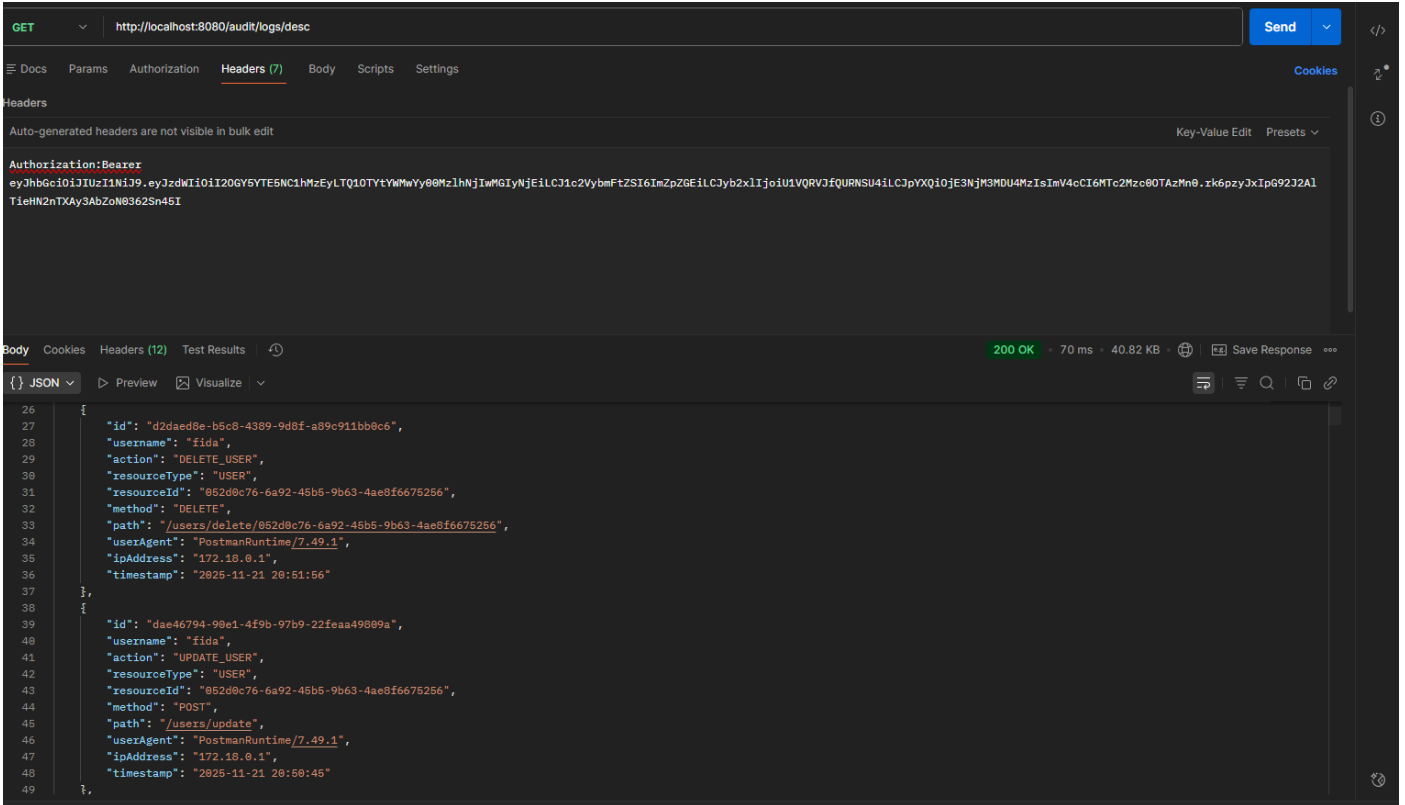 GET http://localhost:8080/audit/logs/desc Send
Docs Params Authorization Headers (7) Body Scripts Settings Cookies
Headers
Auto-generated headers are not visible in bulk edit Key-Value Edit Presets
Authorization:Bearer
eyJhbGciOiJIUzI1NiJ9.eyJzdWIiOiI2OGY5YTE5NC1hMzEyLTQ1OTYtYWMwYy00MzlhNjIwMGIyNjEiLCJ1c2VybmFtZSI6ImZpZGEiLCJyb2xlIjoiU1VQRVJfQURNSU4iLCJpYXQiOjE3NjM3MDU4MzIsImV4cCI6MTc2Mzc0OTAzMn0.rk6pzyJxIpG92J2Al
TieHN2nTXAy3AbZoN0362Sn45I
Body Cookies Headers (12) Test Results 200 OK • 70 ms • 40.82 KB • e.g. Save Response
{} JSON Preview Visualize
26 {
27 "id": "d2daed8e-b5c8-4389-9d8f-a89c911bb0c6",
28 "username": "fida",
29 "action": "DELETE_USER",
30 "resourceType": "USER",
31 "resourceId": "052d0c76-6a92-45b5-9b63-4ae8f6675256",
32 "method": "DELETE",
33 "path": "/users/delete/052d0c76-6a92-45b5-9b63-4ae8f6675256",
34 "userAgent": "PostmanRuntime/7.49.1",
35 "ipAddress": "172.18.0.1",
36 "timestamp": "2025-11-21 20:51:56"
37 },
38 {
39 "id": "dae46794-90e1-4f9b-97b9-22feaa49809a",
40 "username": "fida",
41 "action": "UPDATE_USER",
42 "resourceType": "USER",
43 "resourceId": "052d0c76-6a92-45b5-9b63-4ae8f6675256",
44 "method": "POST",
45 "path": "/users/update",
46 "userAgent": "PostmanRuntime/7.49.1",
47 "ipAddress": "172.18.0.1",
48 "timestamp": "2025-11-21 20:50:45"
49 },